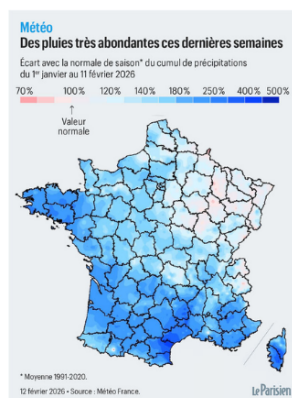 Météo
Des pluies très abondantes ces dernières semaines
Écart avec la normale de saison* du cumul de précipitations
du 1er janvier au 11 février 2026
70% 100% 120% 140% 180% 250% 400% 500%
Valeur
normale
* Moyenne 1991-2020.
12 février 2026 • Source : Météo France.
Le Parisien